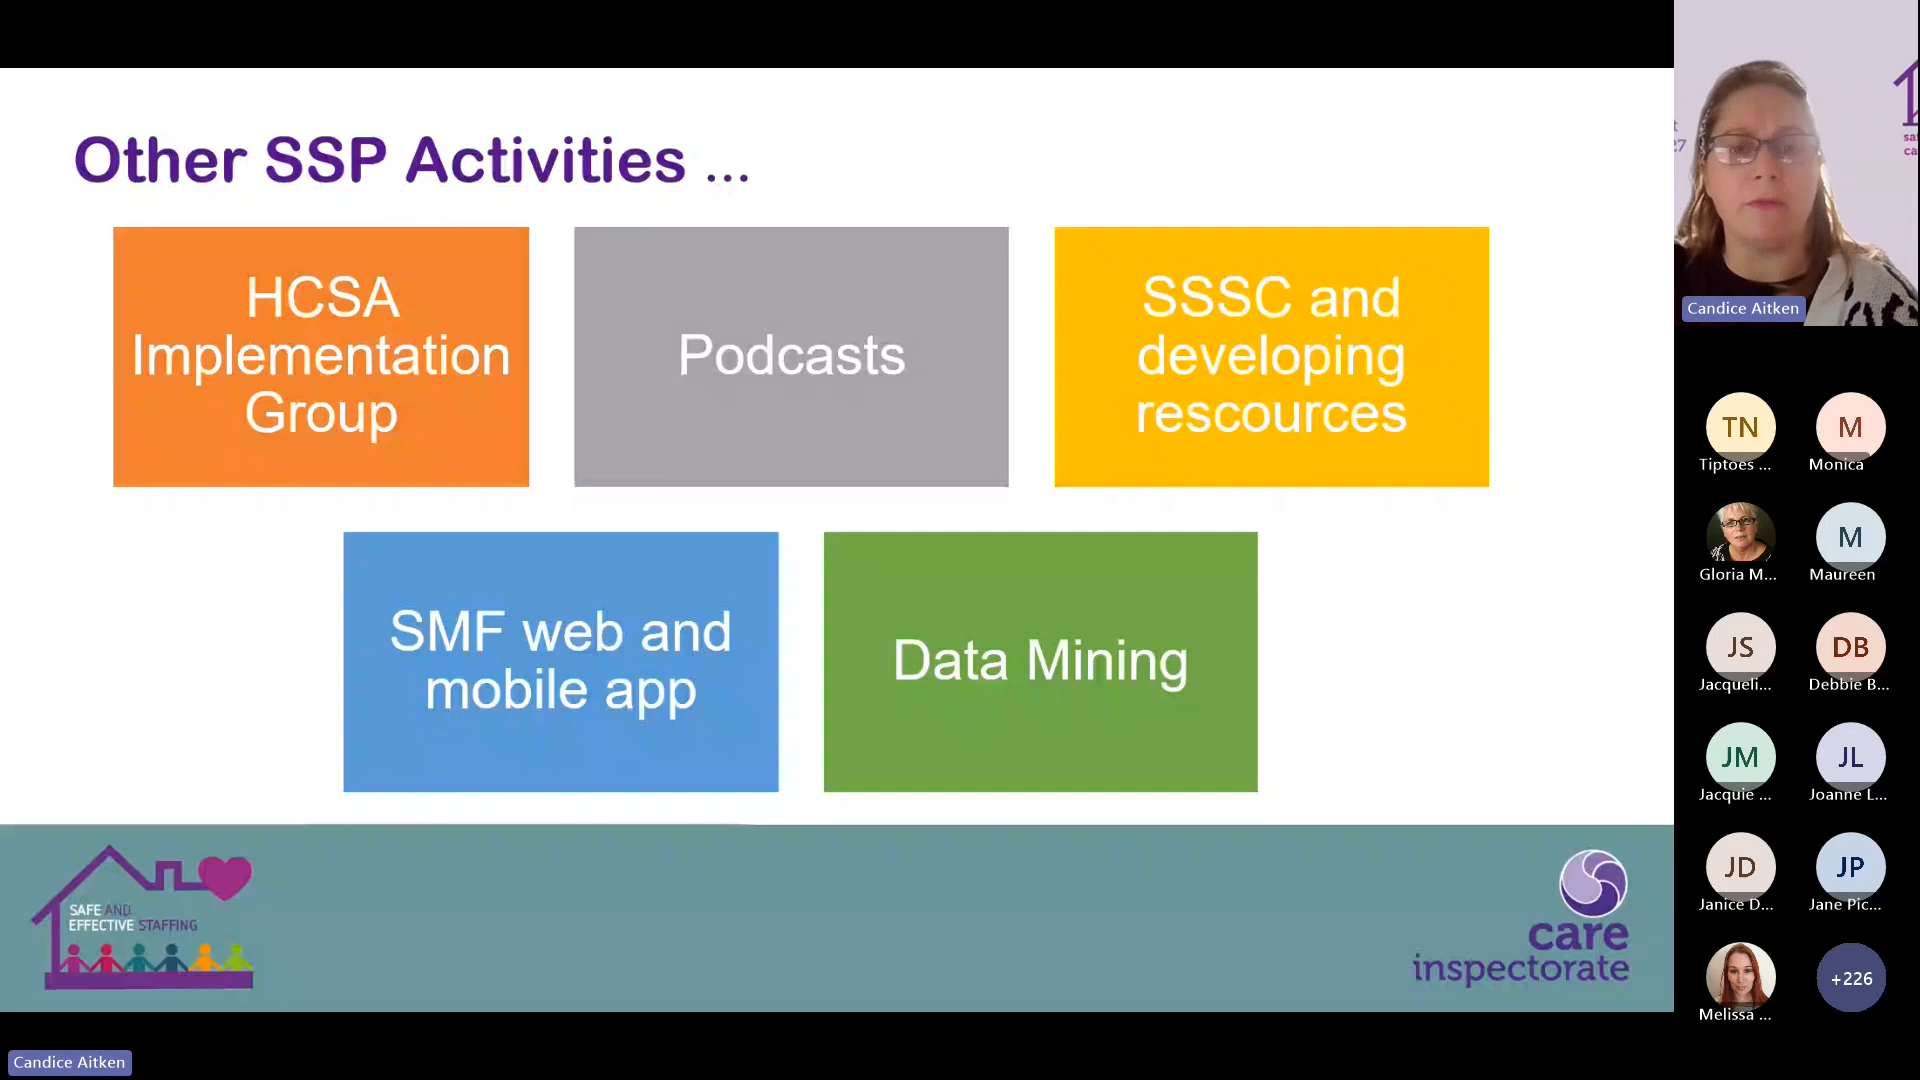 Other SSP Activities ...
HCSA
Implementation
Group
Podcasts
SSSC and
developing
rescources
SMF web and
mobile app
Data Mining
SAFE AND
EFFECTIVE STAFFING
care
inspectorate
Candice Aitken
Candice Aitken
TN
Tiptoes ...
M
Monica
Gloria M...
M
Maureen
JS
Jacqueli...
DB
Debbie B...
JM
Jacquie ...
JL
Joanne L...
JD
Janice D...
JP
Jane Pic...
Melissa ...
+226